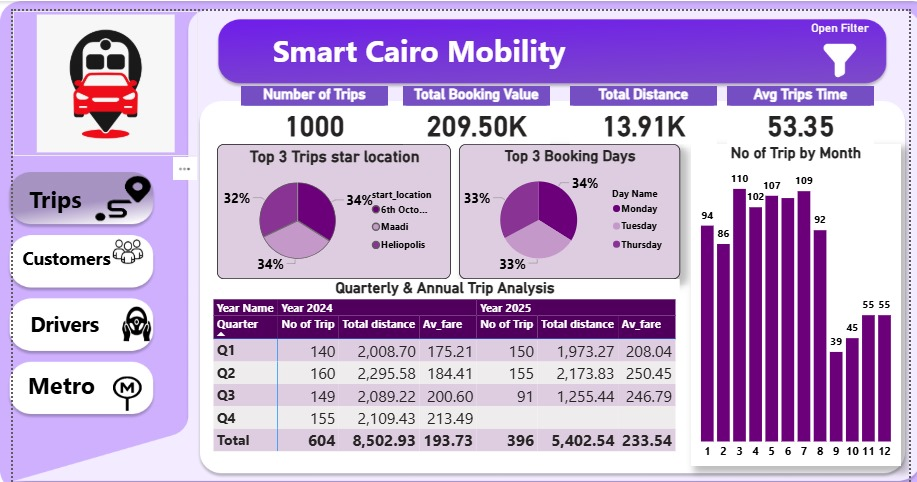 Open Filter
Smart Cairo Mobility
Number of Trips
Total Booking Value
Total Distance
Avg Trips Time
1000
209.50K
13.91K
53.35
...
Trips
Customers
Drivers
Metro
M
Top 3 Trips star location
32%
34%
34%
start_location
6th Octo...
Maadi
Heliopolis
Top 3 Booking Days
33%
34%
33%
Day Name
Monday
Tuesday
Thursday
No of Trip by Month
94 86 110 102 107 109 92 39 45 55 55
1 2 3 4 5 6 7 8 9 10 11 12
Quarterly & Annual Trip Analysis
Year Name Year 2024 Year 2025
Quarter No of Trip Total distance Av_fare No of Trip Total distance Av_fare
Q1 140 2,008.70 175.21 150 1,973.27 208.04
Q2 160 2,295.58 184.41 155 2,173.83 250.45
Q3 149 2,089.22 200.60 91 1,255.44 246.79
Q4 155 2,109.43 213.49
Total 604 8,502.93 193.73 396 5,402.54 233.54